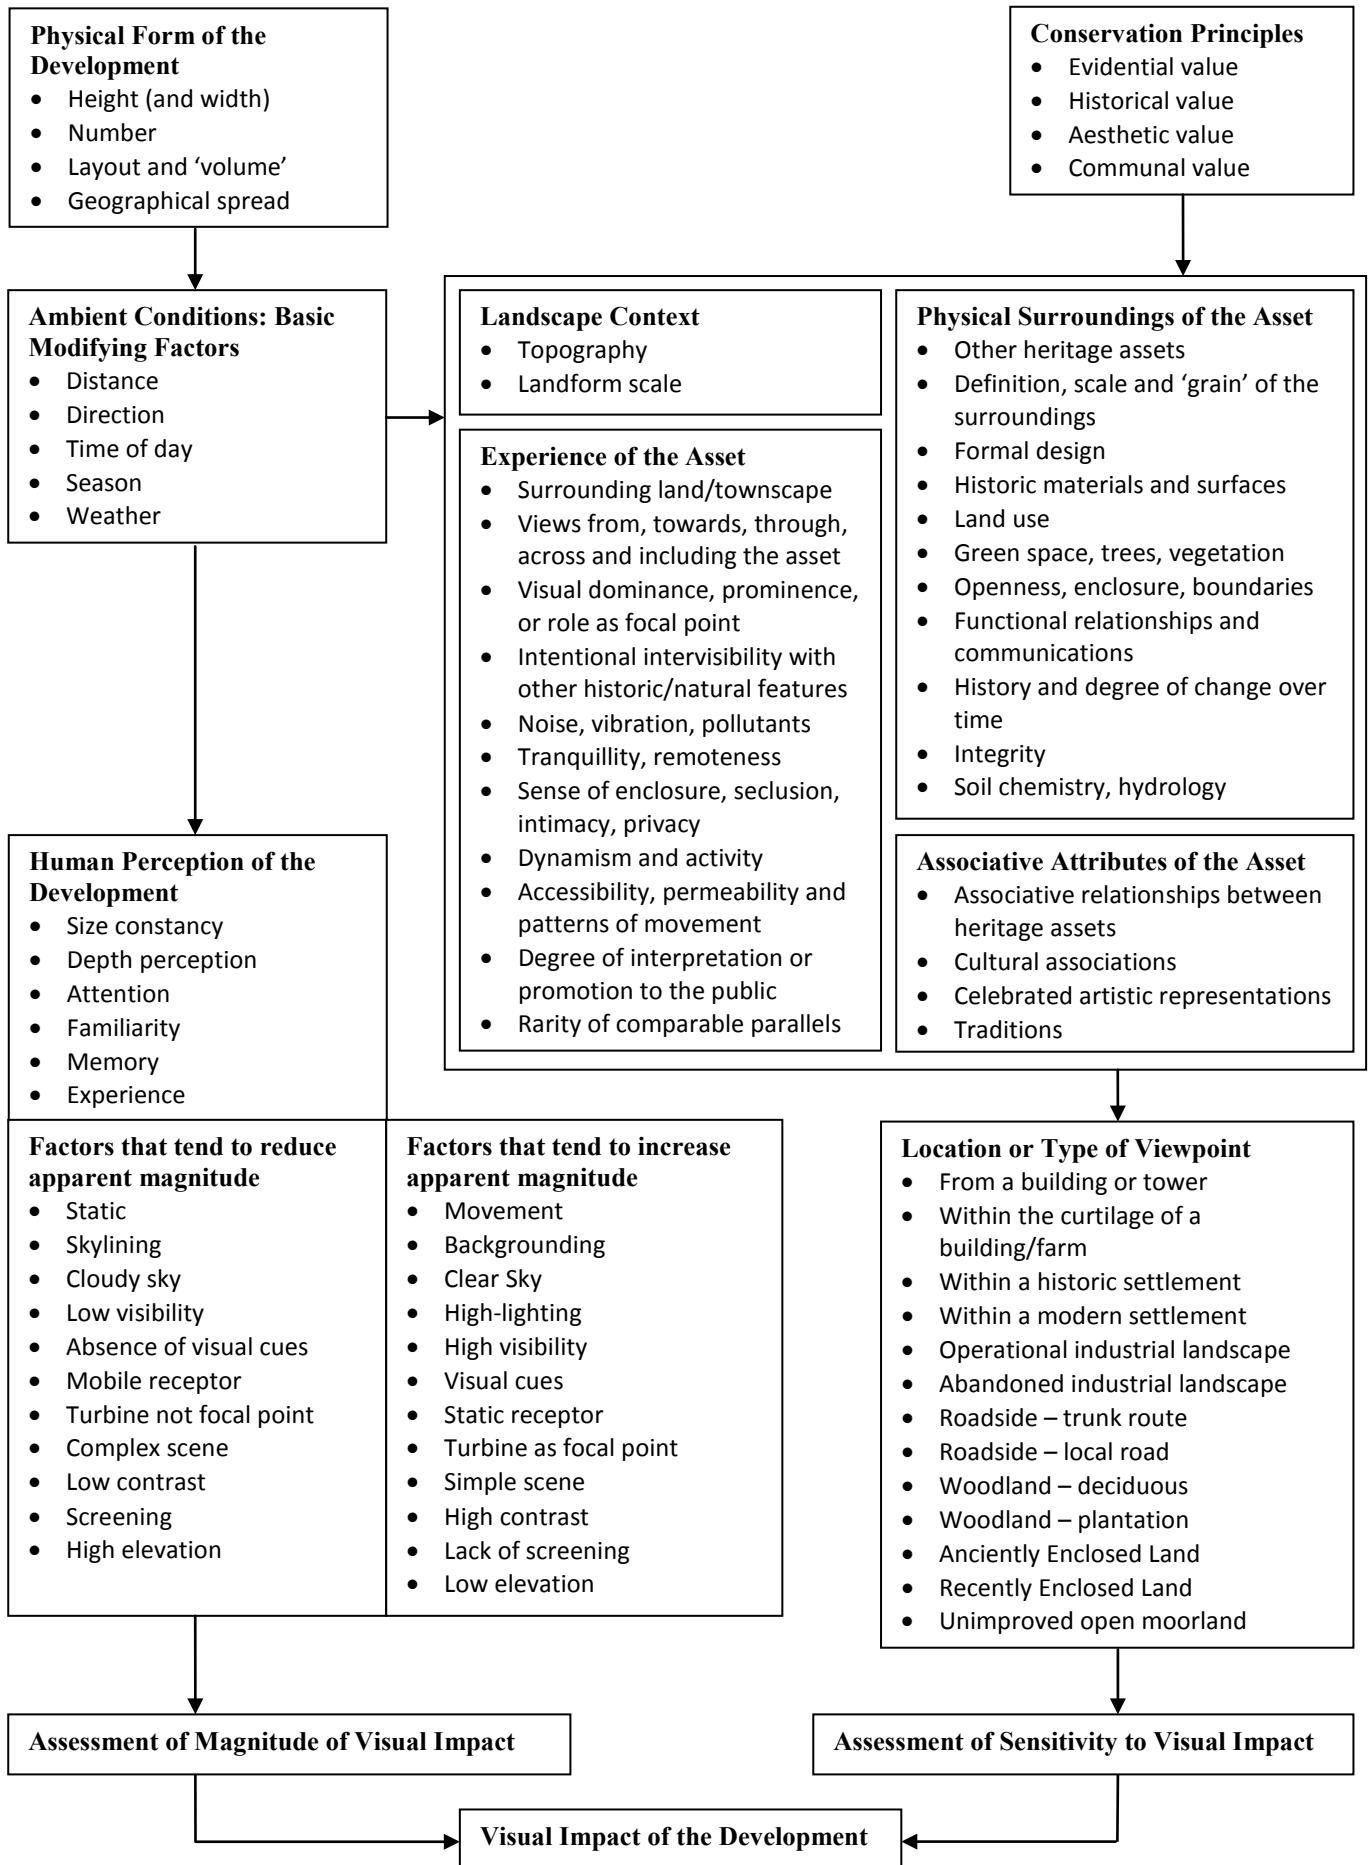 Physical Form of the
Development
• Height (and width)
• Number
• Layout and ‘volume’
• Geographical spread
Conservation Principles
• Evidential value
• Historical value
• Aesthetic value
• Communal value
Ambient Conditions: Basic
Modifying Factors
• Distance
• Direction
• Time of day
• Season
• Weather
Landscape Context
• Topography
• Landform scale
Experience of the Asset
• Surrounding land/townscape
• Views from, towards, through,
across and including the asset
• Visual dominance, prominence,
or role as focal point
• Intentional intervisibility with
other historic/natural features
• Noise, vibration, pollutants
• Tranquillity, remoteness
• Sense of enclosure, seclusion,
intimacy, privacy
• Dynamism and activity
• Accessibility, permeability and
patterns of movement
• Degree of interpretation or
promotion to the public
• Rarity of comparable parallels
Physical Surroundings of the Asset
• Other heritage assets
• Definition, scale and ‘grain’ of the
surroundings
• Formal design
• Historic materials and surfaces
• Land use
• Green space, trees, vegetation
• Openness, enclosure, boundaries
• Functional relationships and
communications
• History and degree of change over
time
• Integrity
• Soil chemistry, hydrology
Associative Attributes of the Asset
• Associative relationships between
heritage assets
• Cultural associations
• Celebrated artistic representations
• Traditions
Human Perception of the
Development
• Size constancy
• Depth perception
• Attention
• Familiarity
• Memory
• Experience
Factors that tend to reduce
apparent magnitude
• Static
• Skylining
• Cloudy sky
• Low visibility
• Absence of visual cues
• Mobile receptor
• Turbine not focal point
• Complex scene
• Low contrast
• Screening
• High elevation
Factors that tend to increase
apparent magnitude
• Movement
• Backgrounding
• Clear Sky
• High-lighting
• High visibility
• Visual cues
• Static receptor
• Turbine as focal point
• Simple scene
• High contrast
• Lack of screening
• Low elevation
Location or Type of Viewpoint
• From a building or tower
• Within the curtilage of a
building/farm
• Within a historic settlement
• Within a modern settlement
• Operational industrial landscape
• Abandoned industrial landscape
• Roadside – trunk route
• Roadside – local road
• Woodland – deciduous
• Woodland – plantation
• Anciently Enclosed Land
• Recently Enclosed Land
• Unimproved open moorland
Assessment of Magnitude of Visual Impact
Assessment of Sensitivity to Visual Impact
Visual Impact of the Development